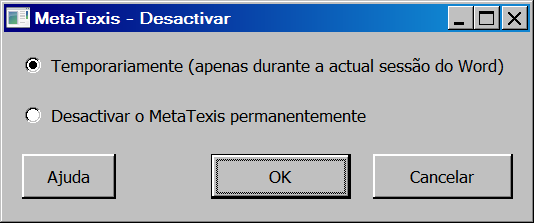 MetaTexis - Desactivar
Temporariamente (apenas durante a actual sessão do Word)
Desactivar o MetaTexis permanentemente
Ajuda OK Cancelar